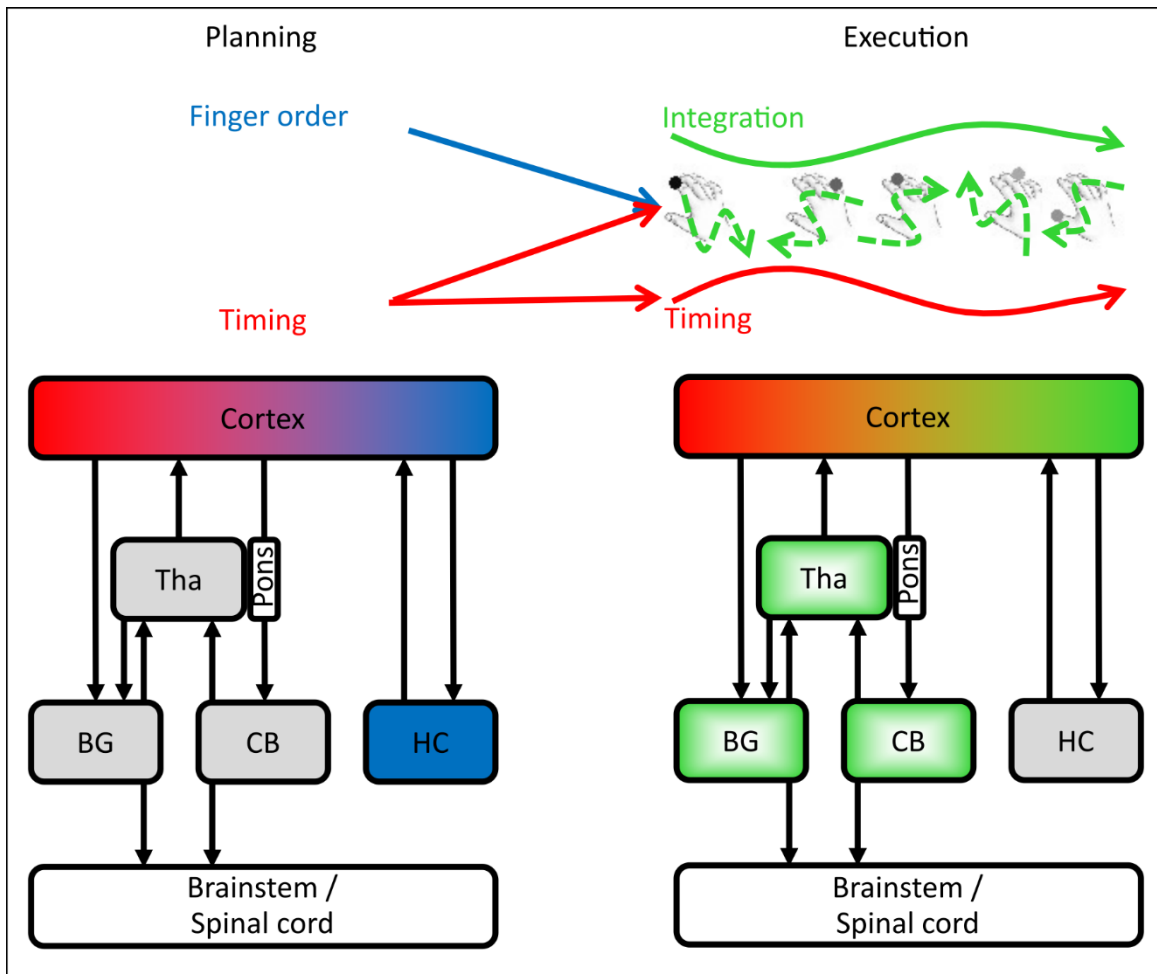 Planning
Execution
Finger order
Integration
Timing
Timing
Cortex
Tha
Pons
BG
CB
HC
Brainstem /
Spinal cord
Cortex
Tha
Pons
BG
CB
HC
Brainstem /
Spinal cord